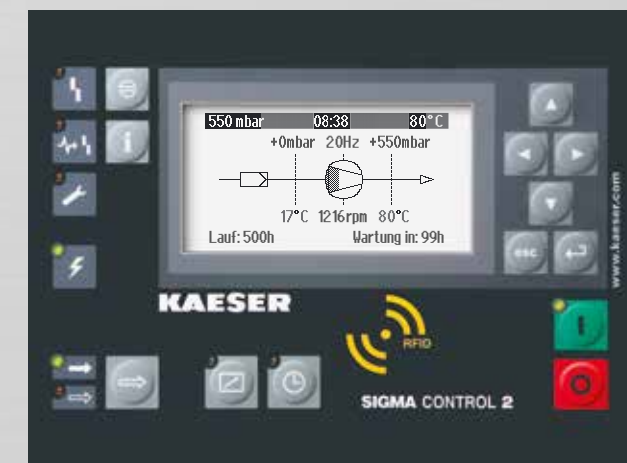 550 mbar 08:38 80°C
+0mbar 20Hz +550mbar
17°C 1216rpm 80°C
Lauf: 500h Wartung in: 99h
esc
www.kaeser.com
KAESER
RFID
I
O
SIGMA CONTROL 2